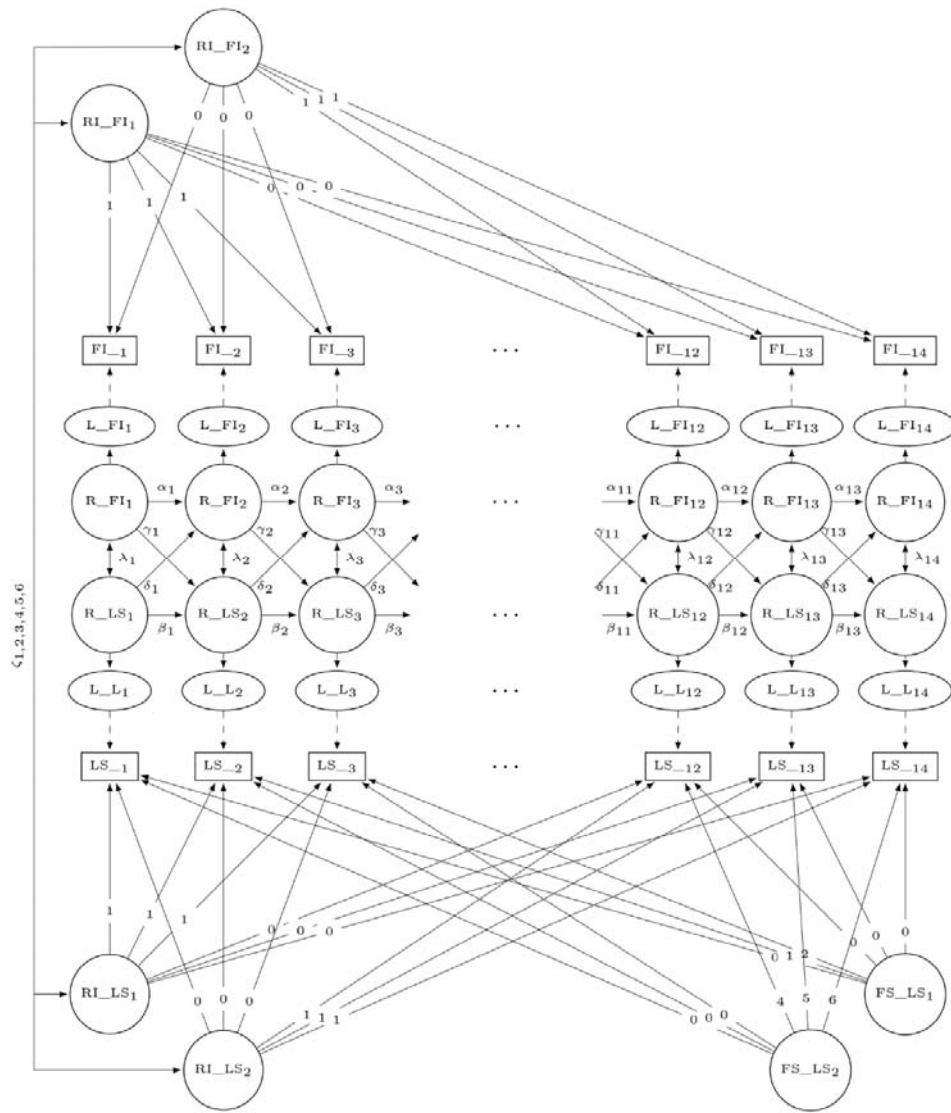 RI_FI2
RI_FI1
1 1 1
0 0 0
1 1 1
0 0 0
FI_1 FI_2 FI_3 ... FI_12 FI_13 FI_14
L_FI1 L_FI2 L_FI3 ... L_FI12 L_FI13 L_FI14
α1 α2 α3 α11 α12 α13
R_FI1 R_FI2 R_FI3 ... R_FI12 R_FI13 R_FI14
γ1 γ2 γ3 γ11 γ12 γ13
λ1 λ2 λ3 λ12 λ13 λ14
δ1 δ2 δ3 δ11 δ12 δ13
R_LS1 R_LS2 R_LS3 ... R_LS12 R_LS13 R_LS14
β1 β2 β3 β11 β12 β13
ζ1,2,3,4,5,6
L_L1 L_L2 L_L3 ... L_L12 L_L13 L_L14
LS_1 LS_2 LS_3 ... LS_12 LS_13 LS_14
1 1 1 0 0 0 0 0 0
0 1 2
RI_LS1 FS_LS1
0 0 0 1 1 1 4 5 6
0 0 0
RI_LS2 FS_LS2